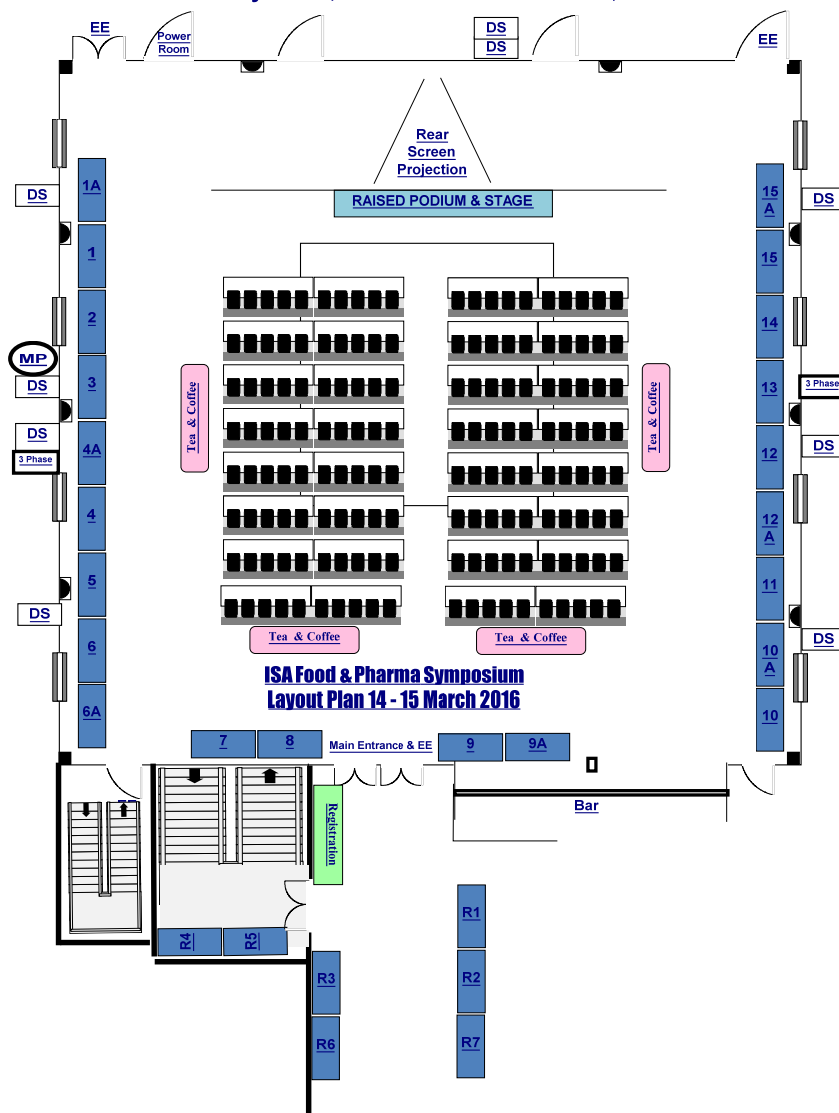 EE
Power
Room
DS
DS
EE
Rear
Screen
Projection
RAISED PODIUM & STAGE
1A
15
A
DS
DS
1
15
2
14
MP
3
13
DS
3 Phase
Tea & Coffee
Tea & Coffee
DS
4A
12
DS
3 Phase
4
12
A
5
11
DS
6
10
A
DS
Tea & Coffee
Tea & Coffee
ISA Food & Pharma Symposium
Layout Plan 14 - 15 March 2016
6A
10
7
8
Main Entrance & EE
9
9A
Bar
Registration
R1
R4
R5
R3
R2
R6
R7